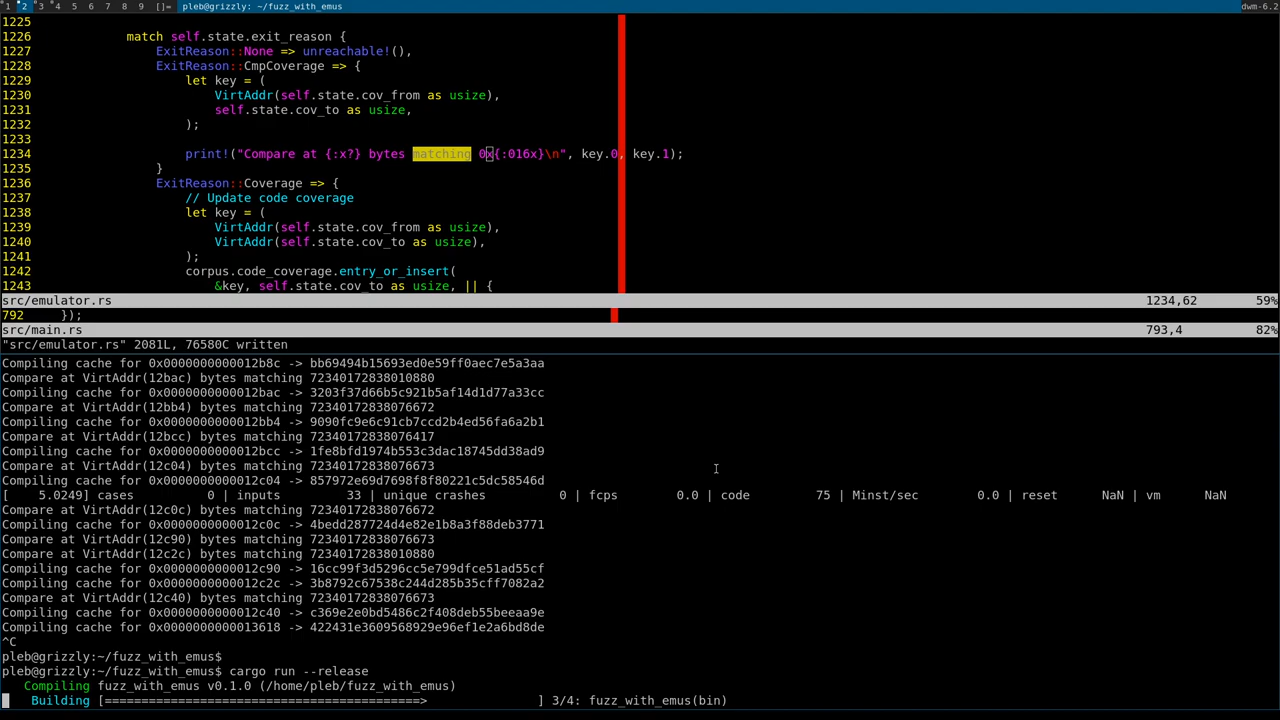 1 2 3 4 5 6 7 8 9 []= pleb@grizzly: ~/fuzz_with_emus dwm-6.2
1225
1226 match self.state.exit_reason {
1227 ExitReason::None => unreachable!(),
1228 ExitReason::CmpCoverage => {
1229 let key = (
1230 VirtAddr(self.state.cov_from as usize),
1231 self.state.cov_to as usize,
1232 );
1233
1234 print!("Compare at {:x?} bytes matching 0x{:016x}\n", key.0, key.1);
1235 }
1236 ExitReason::Coverage => {
1237 // Update code coverage
1238 let key = (
1239 VirtAddr(self.state.cov_from as usize),
1240 VirtAddr(self.state.cov_to as usize),
1241 );
1242 corpus.code_coverage.entry_or_insert(
1243 &key, self.state.cov_to as usize, || {
src/emulator.rs 1234,62 59%
792 });
src/main.rs 793,4 82%
"src/emulator.rs" 2081L, 76580C written
Compiling cache for 0x0000000000012b8c -> bb69494b15693ed0e59ff0aec7e5a3aa
Compare at VirtAddr(12bac) bytes matching 72340172838010880
Compiling cache for 0x0000000000012bac -> 3203f37d66b5c921b5af14d1d77a33cc
Compare at VirtAddr(12bb4) bytes matching 72340172838076672
Compiling cache for 0x0000000000012bb4 -> 9090fc9e6c91cb7ccd2b4ed56fa6a2b1
Compare at VirtAddr(12bcc) bytes matching 72340172838076417
Compiling cache for 0x0000000000012bcc -> 1fe8bfd1974b553c3dac18745dd38ad9
Compare at VirtAddr(12c04) bytes matching 72340172838076673
Compiling cache for 0x0000000000012c04 -> 857972e69d7698f8f80221c5dc58546d
[ 5.0249] cases 0 | inputs 33 | unique crashes 0 | fcps 0.0 | code 75 | Minst/sec 0.0 | reset NaN | vm NaN
Compare at VirtAddr(12c0c) bytes matching 72340172838076672
Compiling cache for 0x0000000000012c0c -> 4bedd287724d4e82e1b8a3f88deb3771
Compare at VirtAddr(12c90) bytes matching 72340172838076673
Compare at VirtAddr(12c2c) bytes matching 72340172838010880
Compiling cache for 0x0000000000012c90 -> 16cc99f3d5296cc5e799dfce51ad55cf
Compiling cache for 0x0000000000012c2c -> 3b8792c67538c244d285b35cff7082a2
Compare at VirtAddr(12c40) bytes matching 72340172838076673
Compiling cache for 0x0000000000012c40 -> c369e2e0bd5486c2f408deb55beeaa9e
Compiling cache for 0x0000000000013618 -> 422431e3609568929e96ef1e2a6bd8de
^C
pleb@grizzly:~/fuzz_with_emus$
pleb@grizzly:~/fuzz_with_emus$ cargo run --release
Compiling fuzz_with_emus v0.1.0 (/home/pleb/fuzz_with_emus)
Building [===========================================> ] 3/4: fuzz_with_emus(bin)